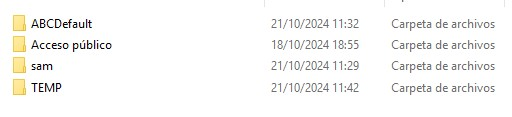 ABCDefault 21/10/2024 11:32 Carpeta de archivos
Acceso público 18/10/2024 18:55 Carpeta de archivos
sam 21/10/2024 11:29 Carpeta de archivos
TEMP 21/10/2024 11:42 Carpeta de archivos